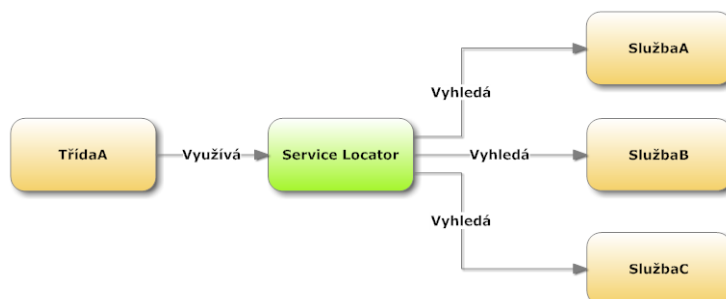 SlužbaA
Vyhledá
TřídaA
Využívá
Service Locator
Vyhledá
SlužbaB
Vyhledá
SlužbaC